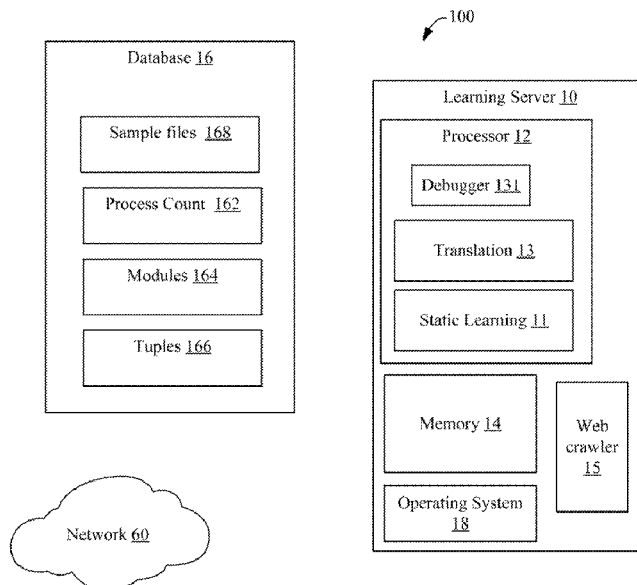 100
Database 16
Sample files 168
Process Count 162
Modules 164
Tuples 166
Learning Server 10
Processor 12
Debugger 131
Translation 13
Static Learning 11
Memory 14
Web
crawler
15
Operating System
18
Network 60